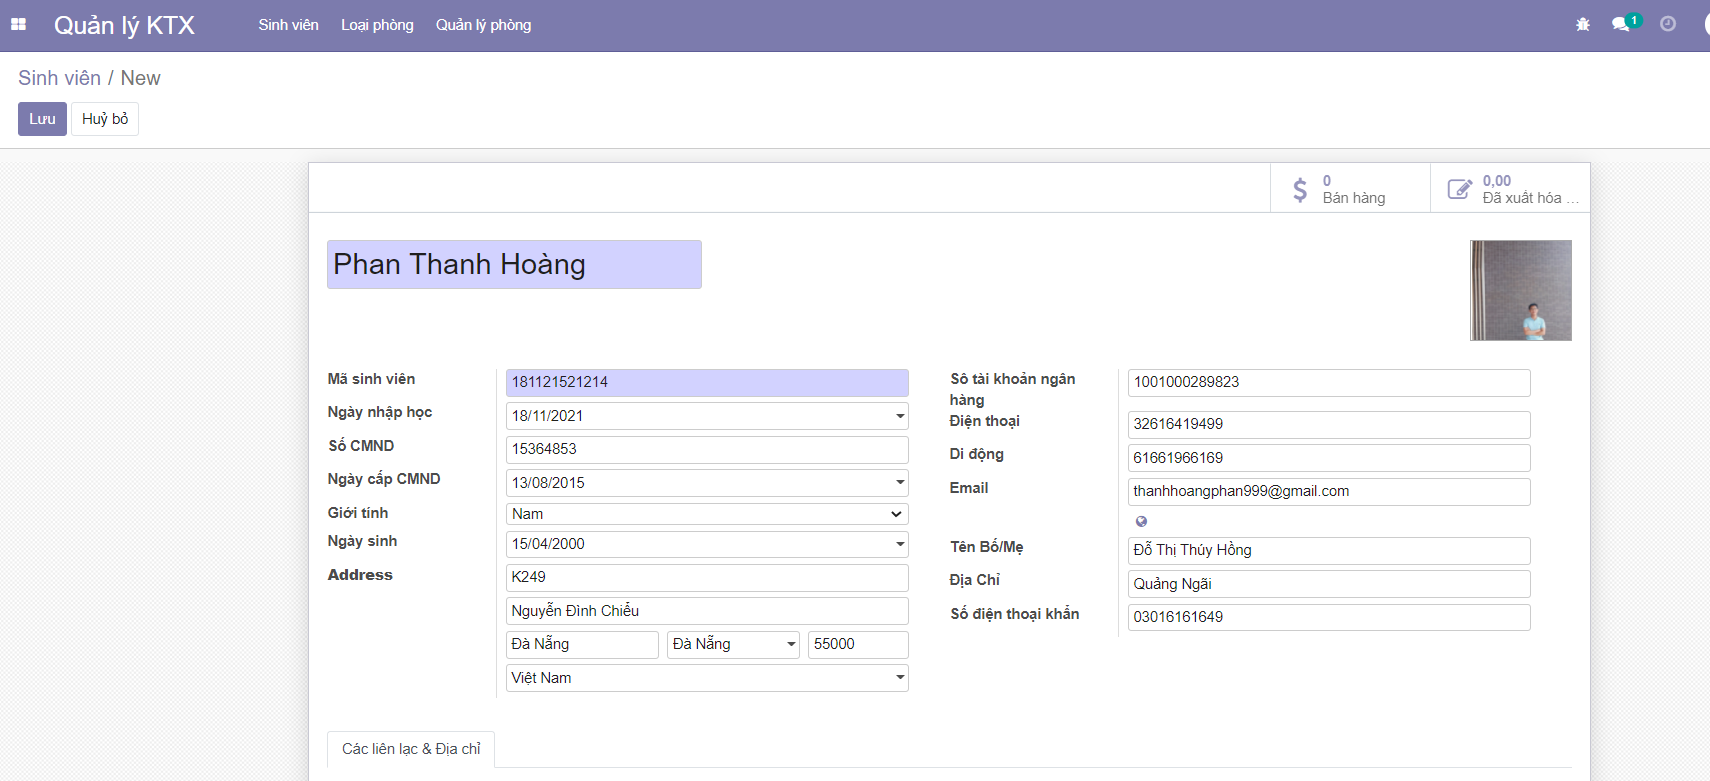 Quản lý KTX Sinh viên Loại phòng Quản lý phòng 1
Sinh viên / New
Lưu Huỷ bỏ
0
Bán hàng
0,00
Đã xuất hóa ...
Phan Thanh Hoàng
Mã sinh viên 181121521214
Ngày nhập học 18/11/2021
Số CMND 15364853
Ngày cấp CMND 13/08/2015
Giới tính Nam
Ngày sinh 15/04/2000
Address K249
Nguyễn Đình Chiểu
Đà Nẵng Đà Nẵng 55000
Việt Nam
Sô tài khoản ngân
hàng
1001000289823
Điện thoại 32616419499
Di động 61661966169
Email thanhhoangphan999@gmail.com
Tên Bố/Mẹ Đỗ Thị Thúy Hồng
Địa Chỉ Quảng Ngãi
Số điện thoại khẩn 03016161649
Các liên lạc & Địa chỉ